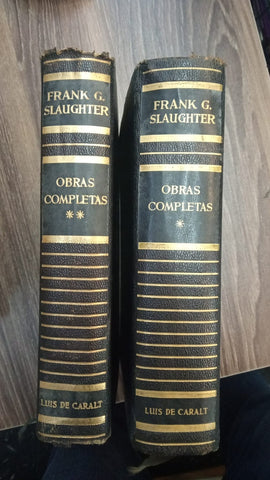 FRANK G.
SLAUGHTER
OBRAS
COMPLETAS
**
LUIS DE CARALT
FRANK G.
SLAUGHTER
OBRAS
COMPLETAS
*
LUIS DE CARALT